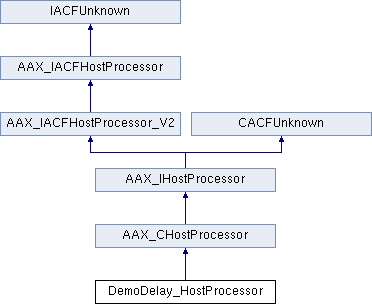 IACFUnknown
AAX_IACFHostProcessor
AAX_IACFHostProcessor_V2
CACFUnknown
AAX_IHostProcessor
AAX_CHostProcessor
DemoDelay_HostProcessor